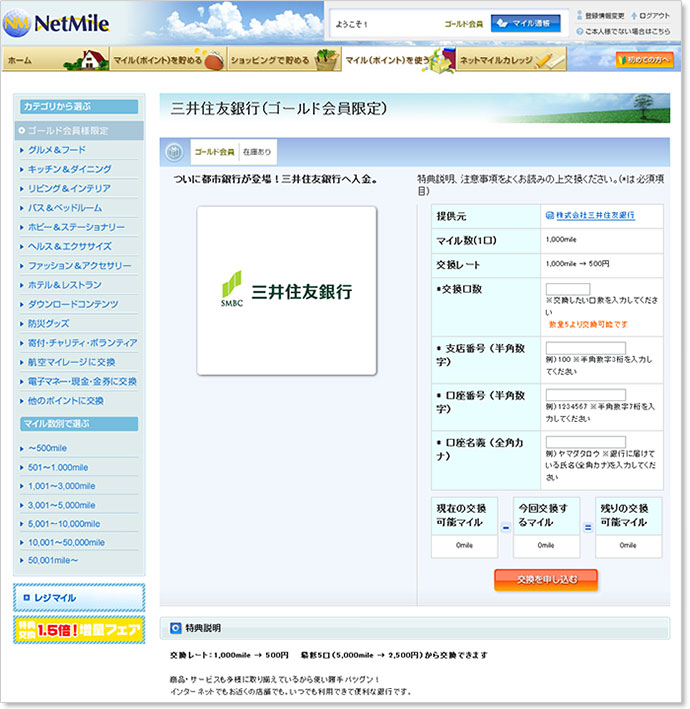 NM NetMile
ようこそ！
ゴールド会員
マイル通帳
登録情報変更
ログアウト
ご本人様でない場合はこちら
ホーム
マイル(ポイント)を貯める
ショッピングで貯める
マイル(ポイント)を使う
ネットマイルカレッジ
初めての方へ
カテゴリから選ぶ
ゴールド会員様限定
グルメ＆フード
キッチン＆ダイニング
リビング＆インテリア
バス＆ベッドルーム
ホビー＆ステーショナリー
ヘルス＆エクササイズ
ファッション＆アクセサリー
ホテル＆レストラン
ダウンロードコンテンツ
防災グッズ
寄付・チャリティ・ボランティア
航空マイレージに交換
電子マネー・現金・金券に交換
他のポイントに交換
マイル数別で選ぶ
～500mile
501～1,000mile
1,001～3,000mile
3,001～5,000mile
5,001～10,000mile
10,001～50,000mile
50,001mile～
レジマイル
特典交換 1.5倍！増量フェア
三井住友銀行(ゴールド会員限定)
ゴールド会員
在庫あり
ついに都市銀行が登場！三井住友銀行へ入金。
SMBC 三井住友銀行
特典説明、注意事項をよくお読みの上交換ください。(*は必須項
目)
提供元
株式会社三井住友銀行
マイル数(1口)
1,000mile
交換レート
1,000mile → 500円
*交換口数
※交換したい口数を入力してくださ
い
数量5より交換可能です
* 支店番号 (半角数
字)
例) 100 ※半角数字3桁を入力し
てください
* 口座番号 (半角数
字)
例) 1234567 ※半角数字7桁を入
力してください
* 口座名義 (全角カ
ナ)
例) ヤマダタロウ ※銀行に届けて
いる氏名(全角カナ)を入力してくだ
さい
現在の交換
可能マイル
0mile
-
今回交換す
るマイル
0mile
=
残りの交換
可能マイル
0mile
交換を申し込む
特典説明
交換レート：1,000mile → 500円 最低5口(5,000mile → 2,500円)から交換できます
商品・サービスも多様に取り揃えているから使い勝手バツグン！
インターネットでもお近くの店舗でも、いつでも利用できて便利な銀行です。